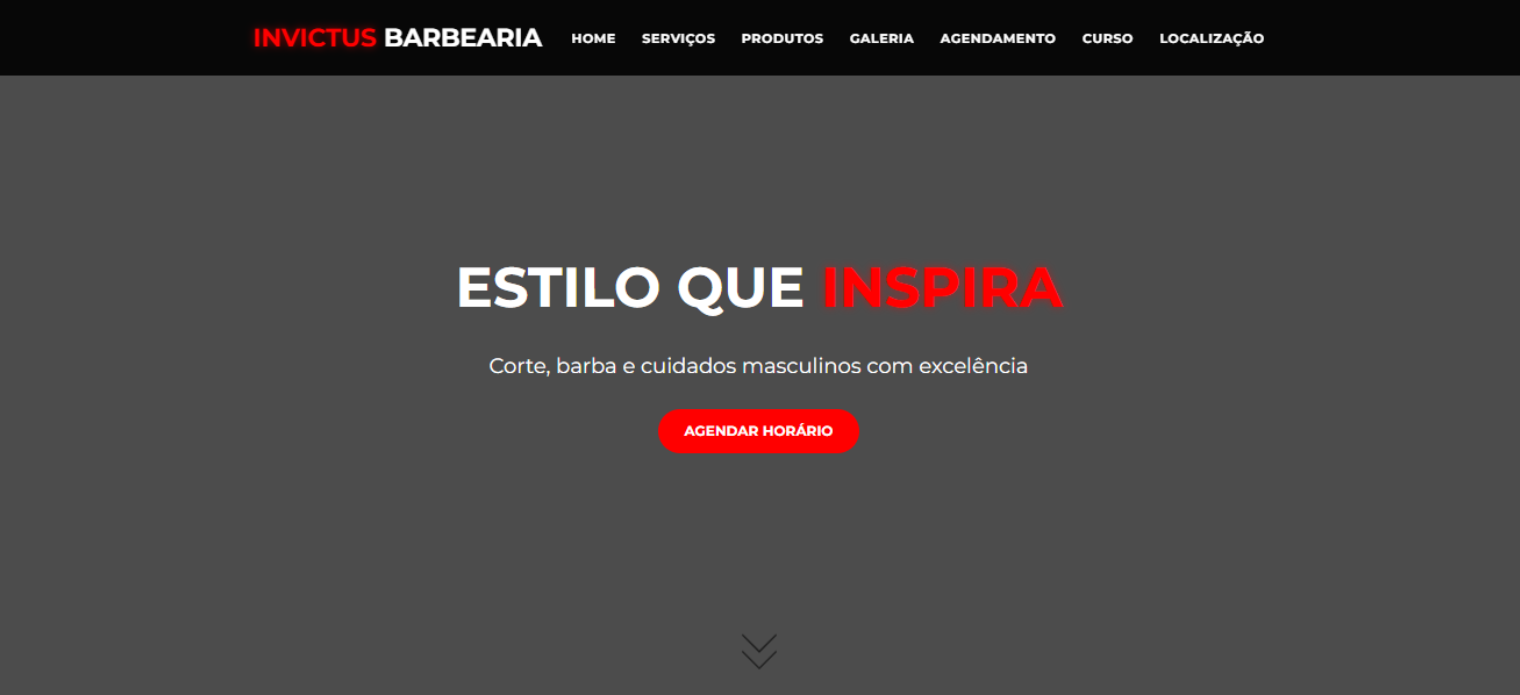 INVICTUS BARBEARIA HOME SERVIÇOS PRODUTOS GALERIA AGENDAMENTO CURSO LOCALIZAÇÃO
ESTILO QUE INSPIRA
Corte, barba e cuidados masculinos com excelência
AGENDAR HORÁRIO